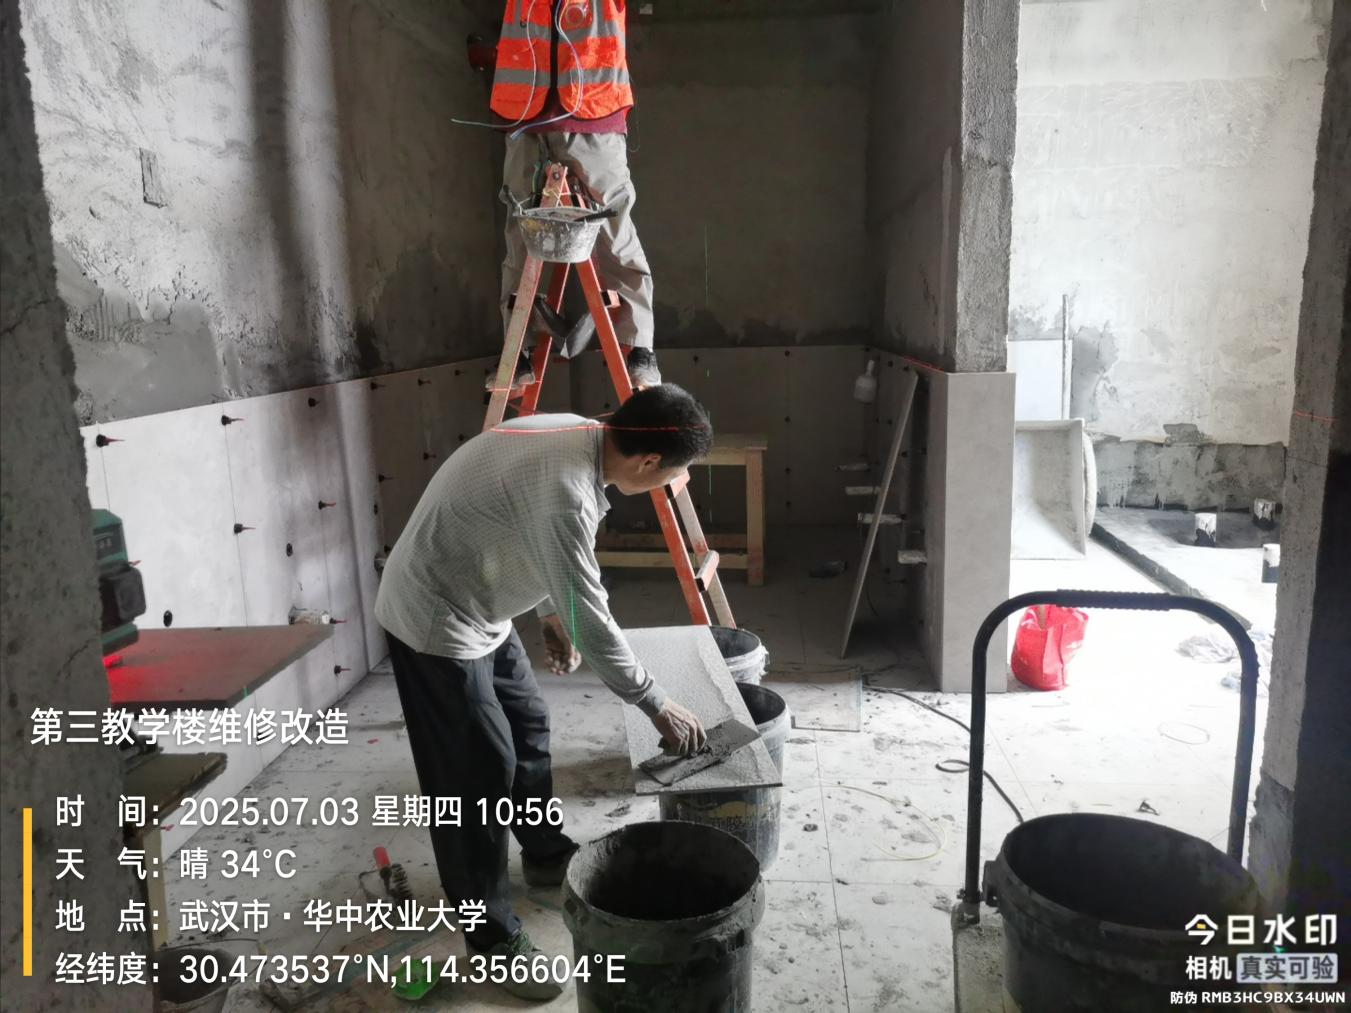 第三教学楼维修改造
时 间：2025.07.03 星期四 10:56
天 气：晴 34°C
地 点：武汉市·华中农业大学
经纬度：30.473537°N,114.356604°E
今日水印
相机 真实可验
防伪 RMB3HC9BX34UWN